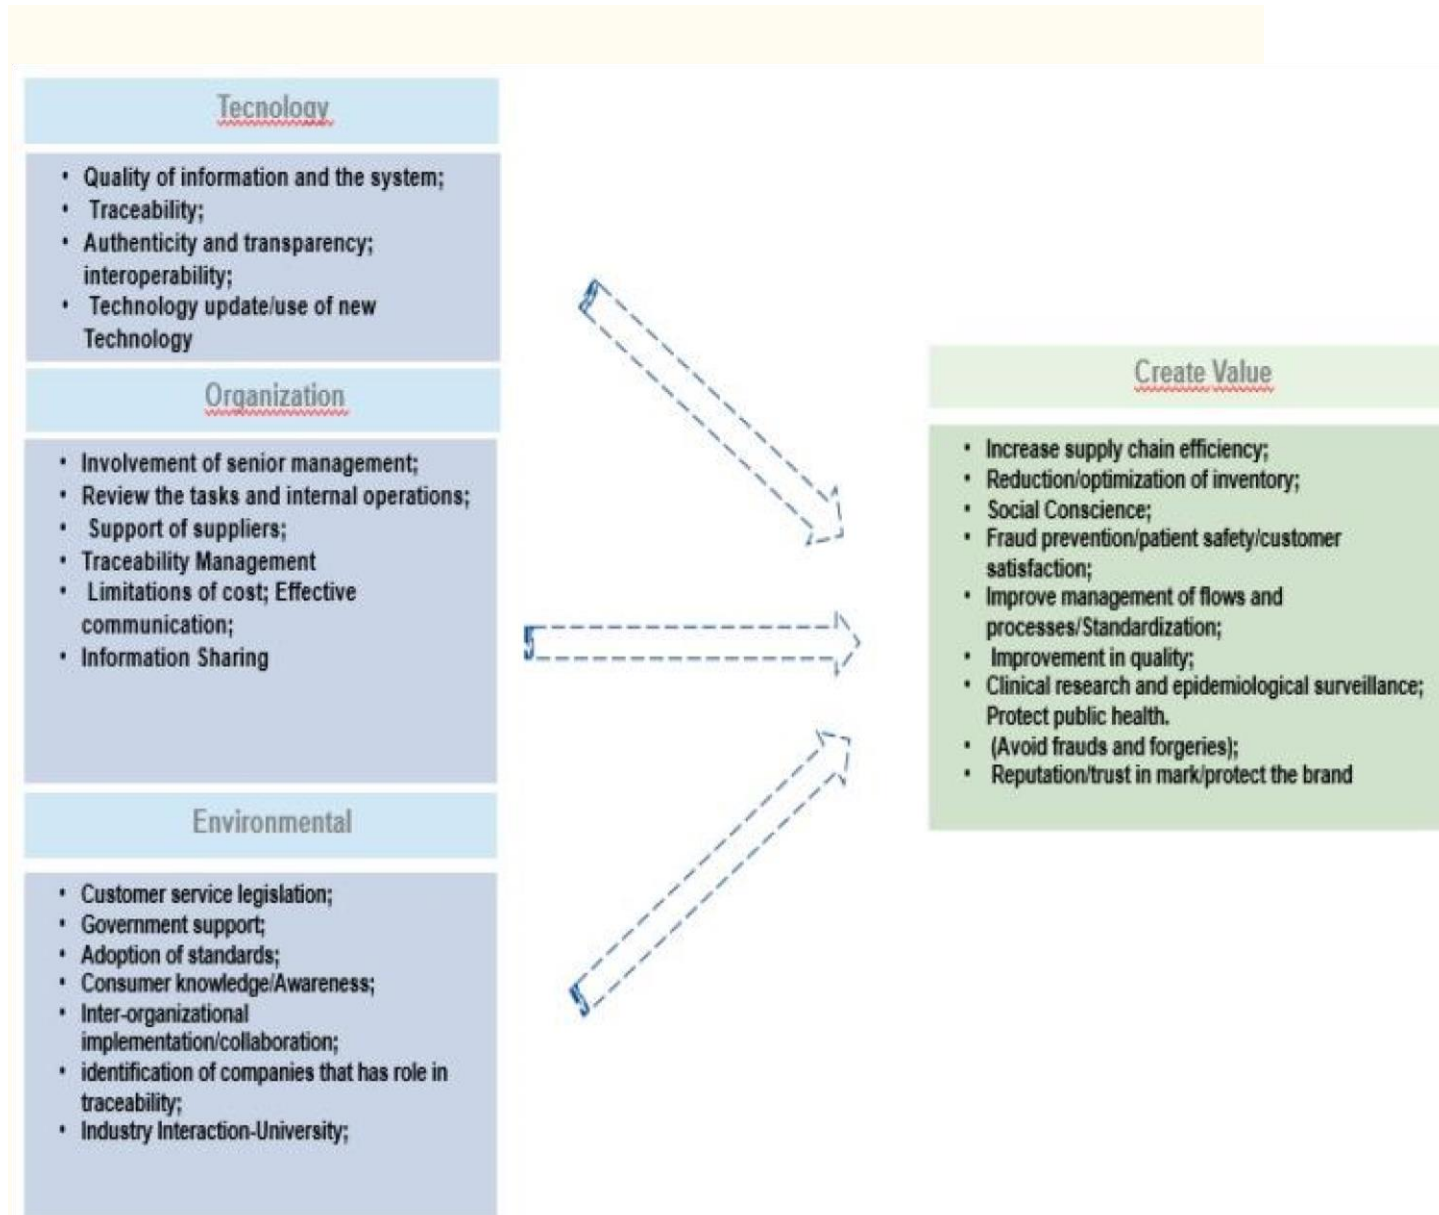 Tecnology
• Quality of information and the system;
• Traceability;
• Authenticity and transparency;
interoperability;
• Technology update/use of new
Technology
Organization
• Involvement of senior management;
• Review the tasks and internal operations;
• Support of suppliers;
• Traceability Management
• Limitations of cost; Effective
communication;
• Information Sharing
Environmental
• Customer service legislation;
• Government support;
• Adoption of standards;
• Consumer knowledge/Awareness;
• Inter-organizational
implementation/collaboration;
• identification of companies that has role in
traceability;
• Industry Interaction-University;
Create Value
• Increase supply chain efficiency;
• Reduction/optimization of inventory;
• Social Conscience;
• Fraud prevention/patient safety/customer
satisfaction;
• Improve management of flows and
processes/Standardization;
• Improvement in quality;
• Clinical research and epidemiological surveillance;
Protect public health.
• (Avoid frauds and forgeries);
• Reputation/trust in mark/protect the brand